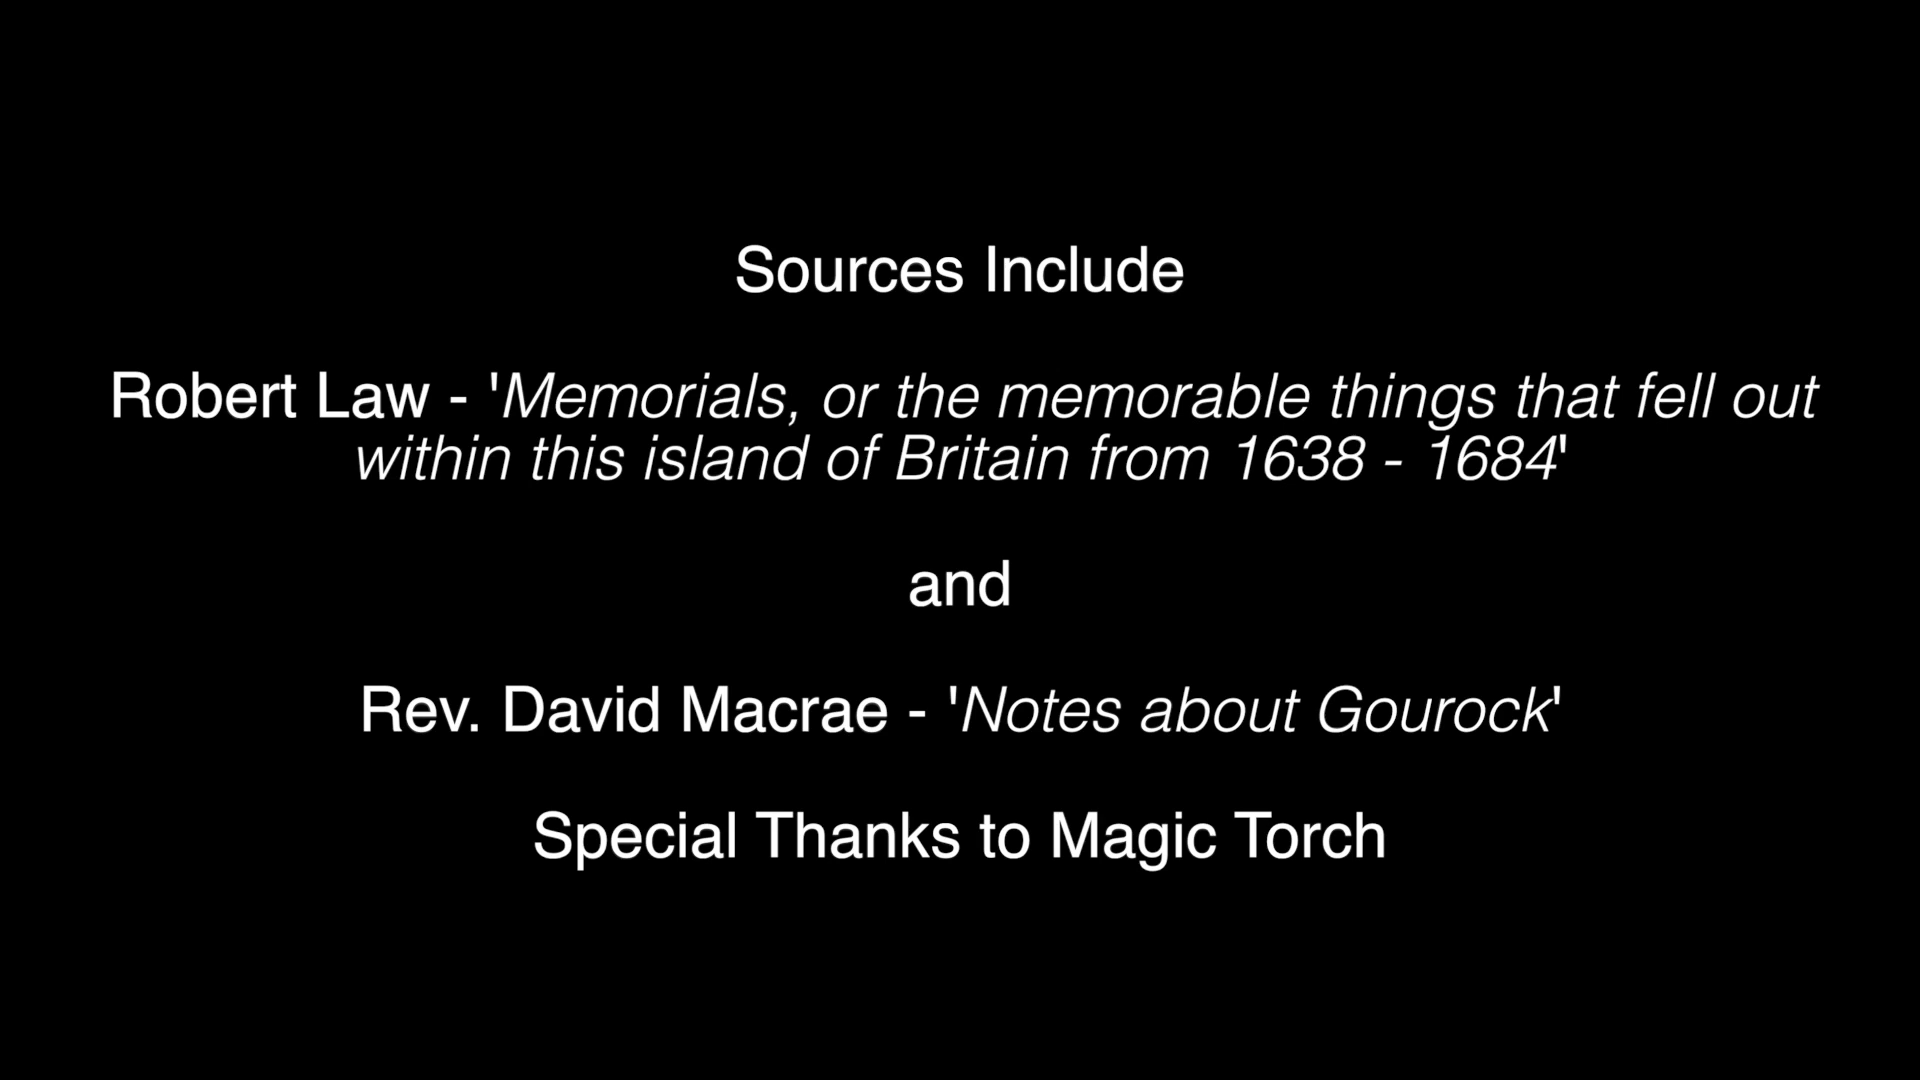 Sources Include
Robert Law - 'Memorials, or the memorable things that fell out
within this island of Britain from 1638 - 1684'
and
Rev. David Macrae - 'Notes about Gourock'
Special Thanks to Magic Torch